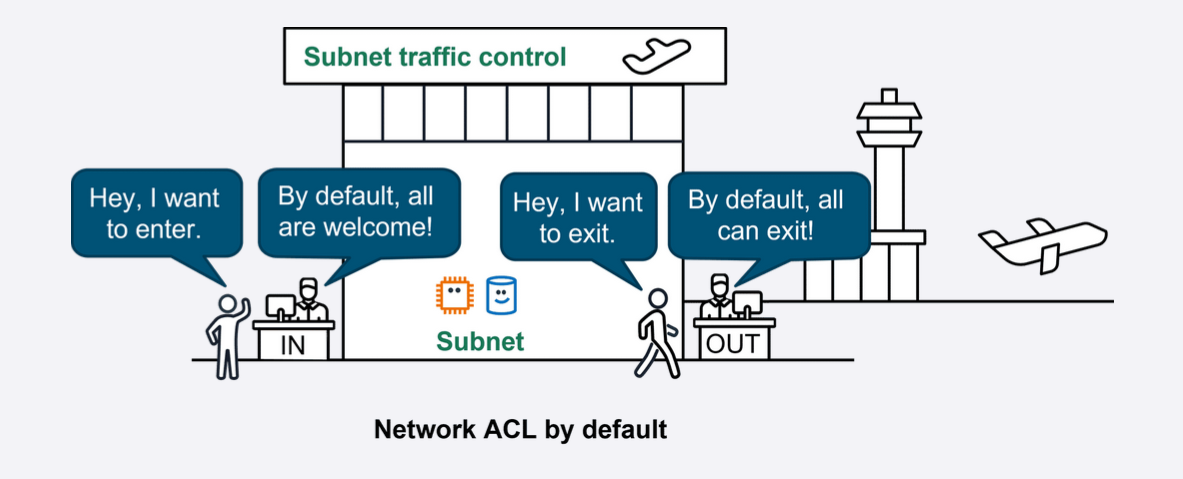 Subnet traffic control
Hey, I want
to enter.
By default, all
are welcome!
Hey, I want
to exit.
By default, all
can exit!
IN
Subnet
OUT
Network ACL by default